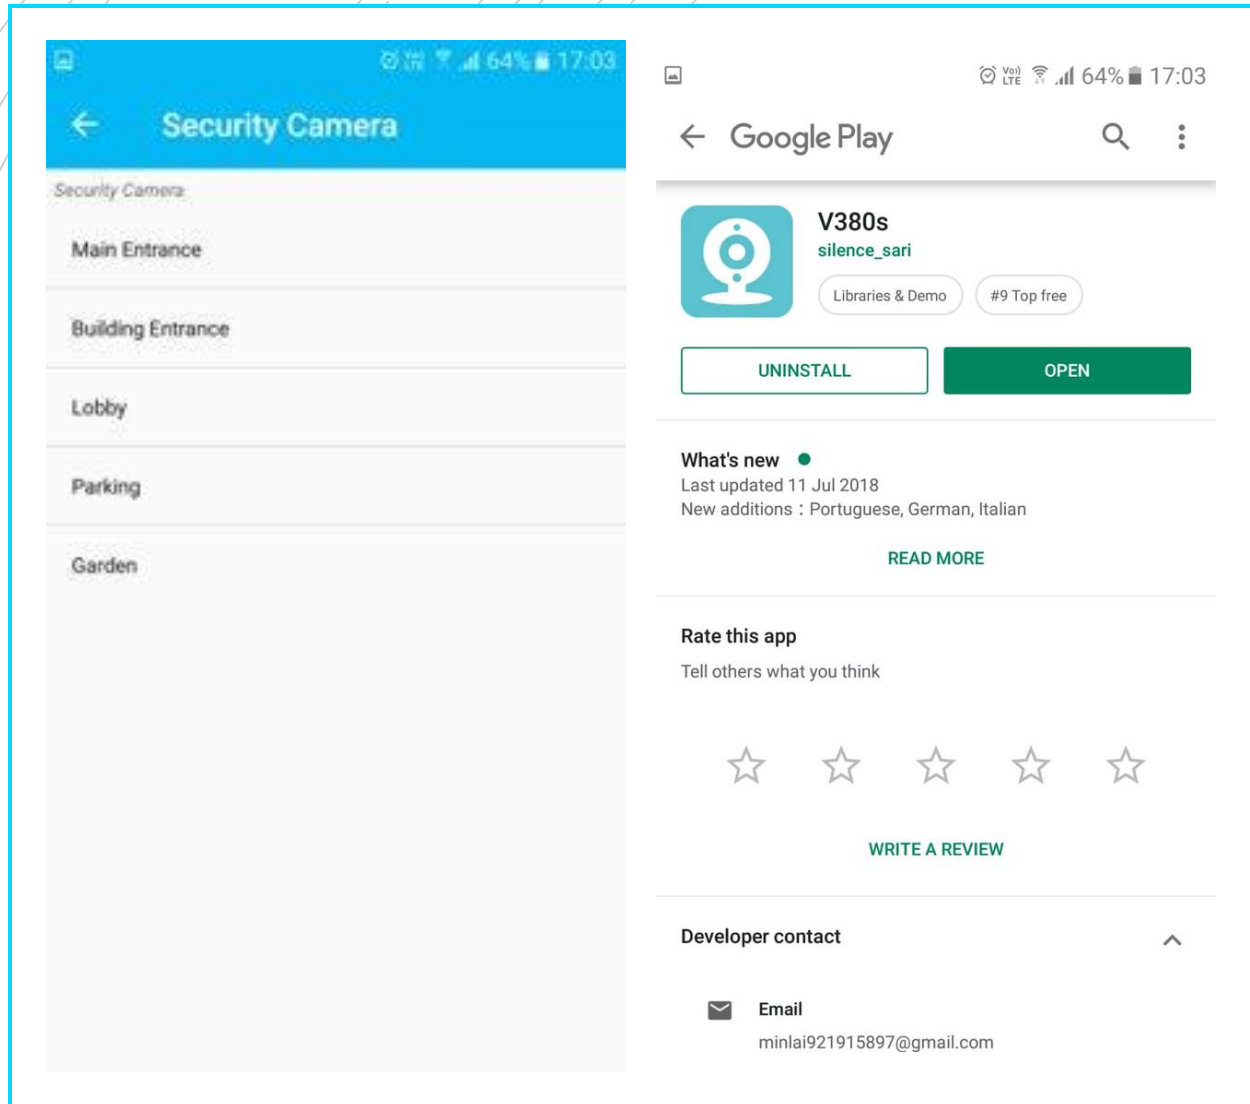 64% 17:03
Security Camera
Security Camera
Main Entrance
Building Entrance
Lobby
Parking
Garden
Vo)) LTE 64% 17:03
Google Play
V380s
silence_sari
Libraries & Demo
#9 Top free
UNINSTALL
OPEN
What's new
Last updated 11 Jul 2018
New additions：Portuguese, German, Italian
READ MORE
Rate this app
Tell others what you think
WRITE A REVIEW
Developer contact
Email
minlai921915897@gmail.com